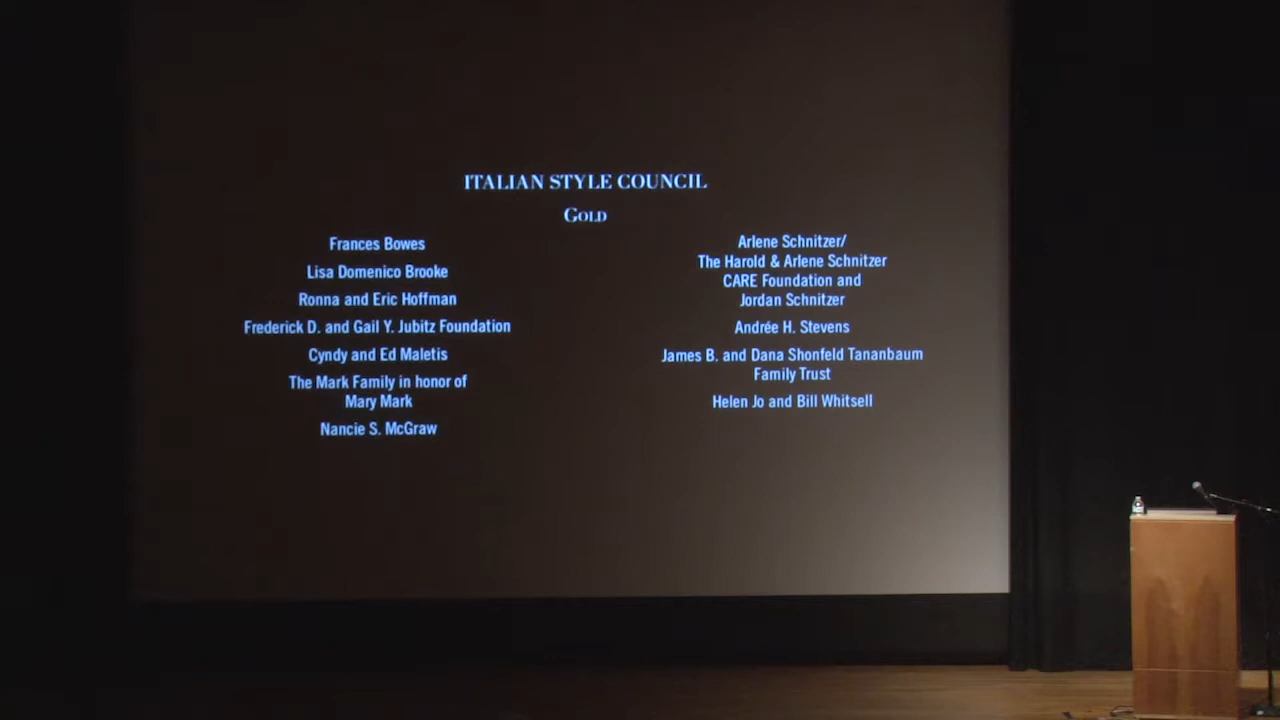 ITALIAN STYLE COUNCIL
GOLD
Frances Bowes
Lisa Domenico Brooke
Ronna and Eric Hoffman
Frederick D. and Gail Y. Jubitz Foundation
Cyndy and Ed Maletis
The Mark Family in honor of
Mary Mark
Nancie S. McGraw
Arlene Schnitzer/
The Harold & Arlene Schnitzer
CARE Foundation and
Jordan Schnitzer
Andrée H. Stevens
James B. and Dana Shonfeld Tananbaum
Family Trust
Helen Jo and Bill Whitsell